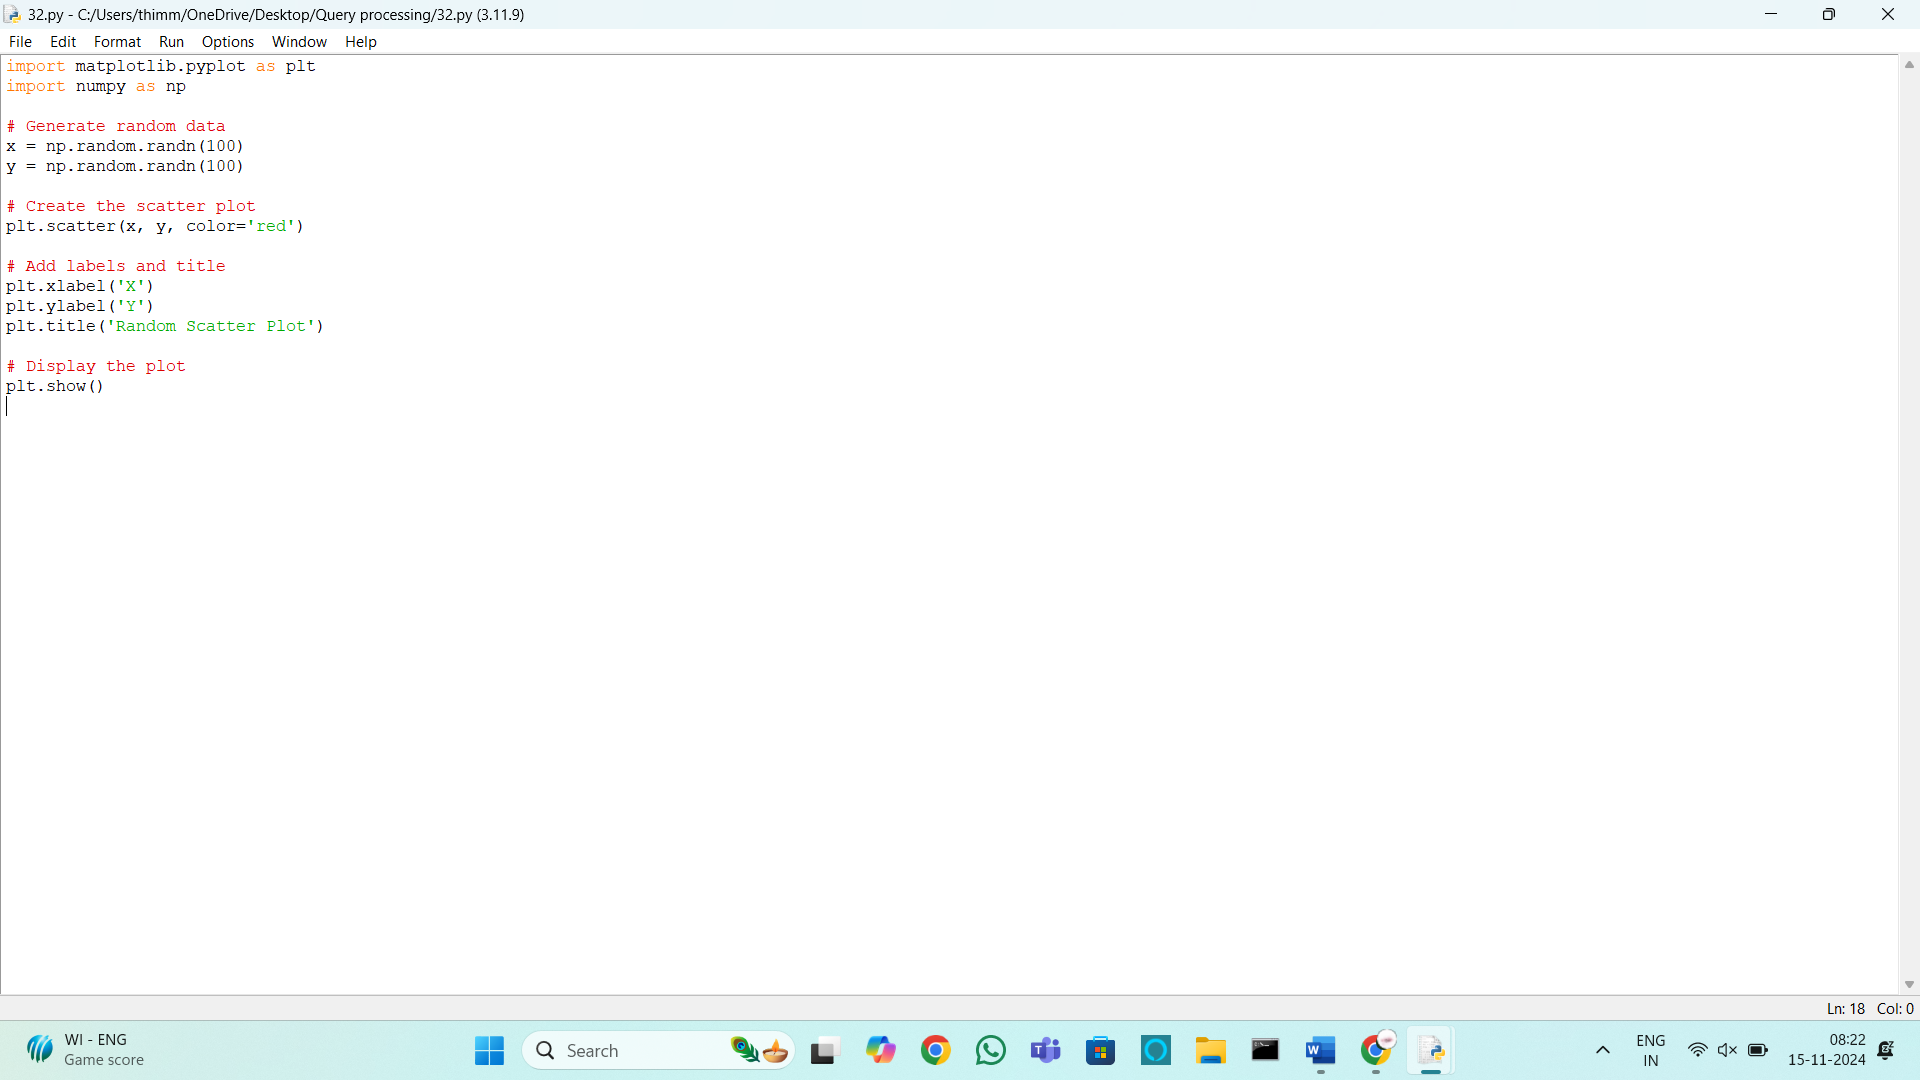 32.py - C:/Users/thimm/OneDrive/Desktop/Query processing/32.py (3.11.9)
File Edit Format Run Options Window Help
import matplotlib.pyplot as plt
import numpy as np
# Generate random data
x = np.random.randn(100)
y = np.random.randn(100)
# Create the scatter plot
plt.scatter(x, y, color='red')
# Add labels and title
plt.xlabel('X')
plt.ylabel('Y')
plt.title('Random Scatter Plot')
# Display the plot
plt.show()
Ln: 18 Col: 0
WI - ENG
Game score
Search
ENG
IN
08:22
15-11-2024